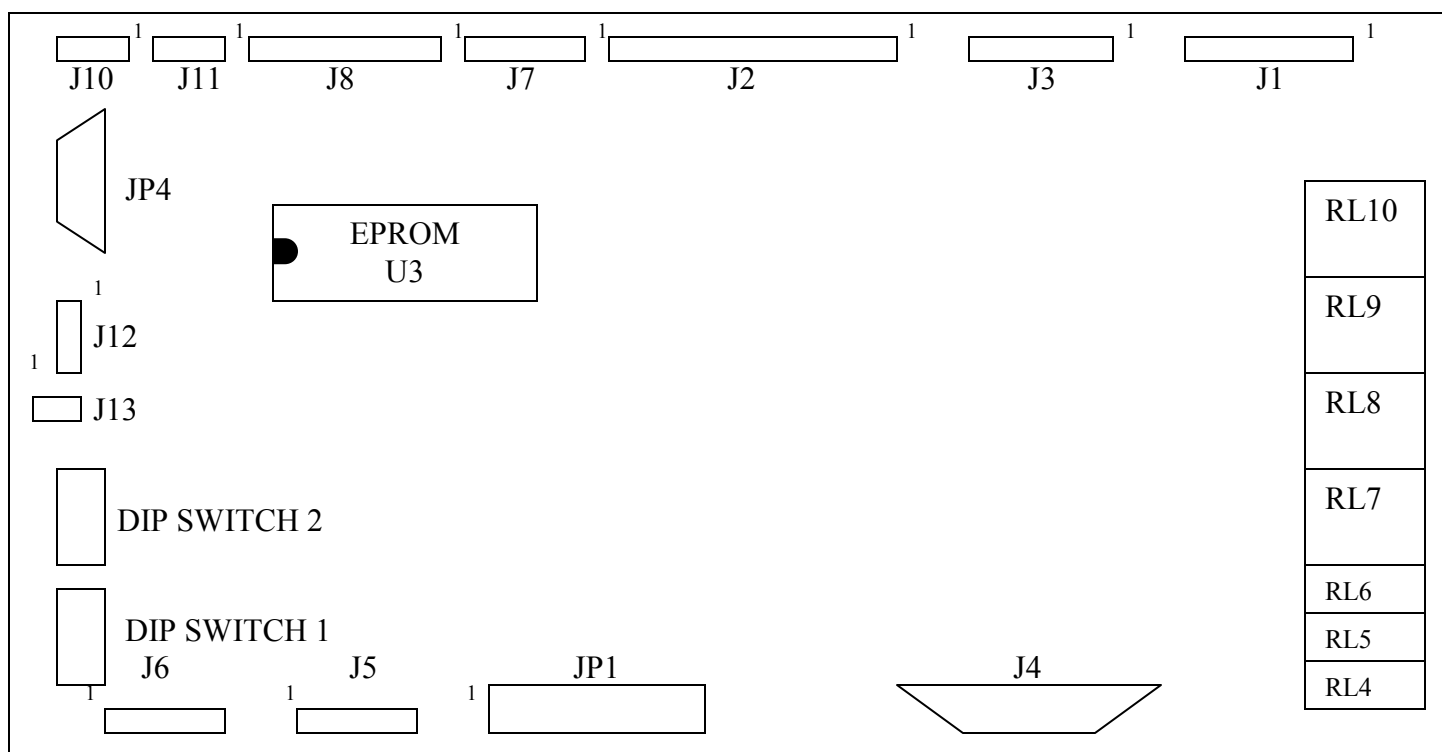 1 1 1 1 1 1 1
J10 J11 J8 J7 J2 J3 J1
JP4
RL10
EPROM
U3
1
RL9
J12
1
J13
RL8
RL7
DIP SWITCH 2
RL6
DIP SWITCH 1
RL5
J6 J5 JP1 J4
RL4
1 1 1